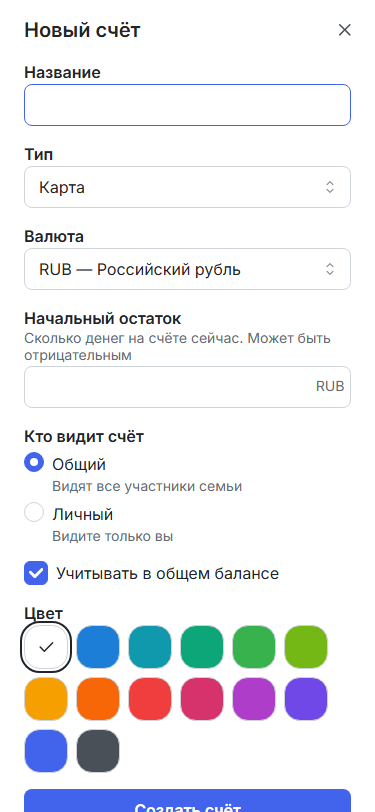 Новый счёт
Название
Тип
Карта
Валюта
RUB — Российский рубль
Начальный остаток
Сколько денег на счёте сейчас. Может быть
отрицательным
RUB
Кто видит счёт
Общий
Видят все участники семьи
Личный
Видите только вы
Учитывать в общем балансе
Цвет
Создать счёт